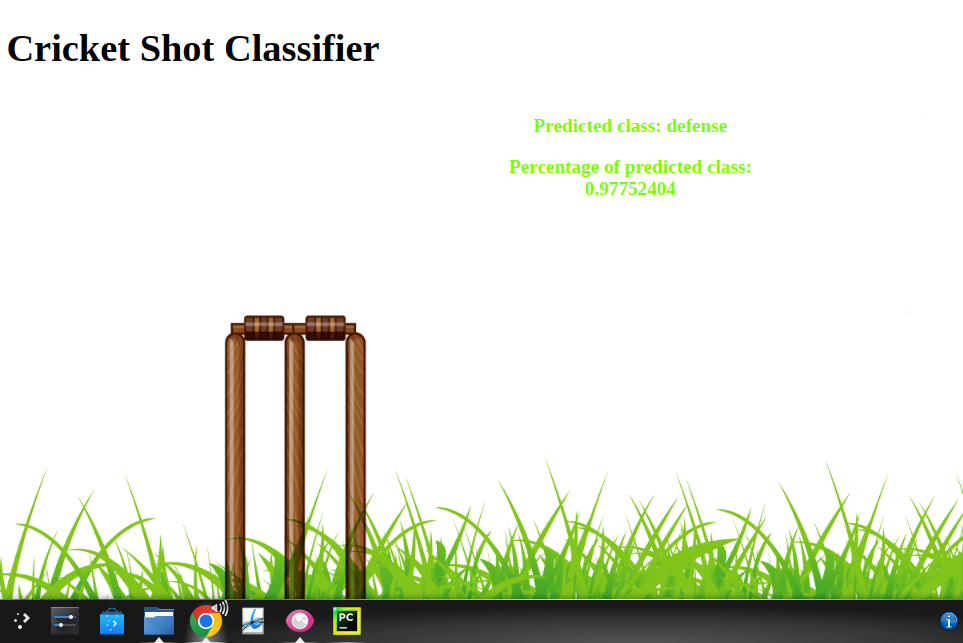 Cricket Shot Classifier
Predicted class: defense
Percentage of predicted class:
0.97752404
PC